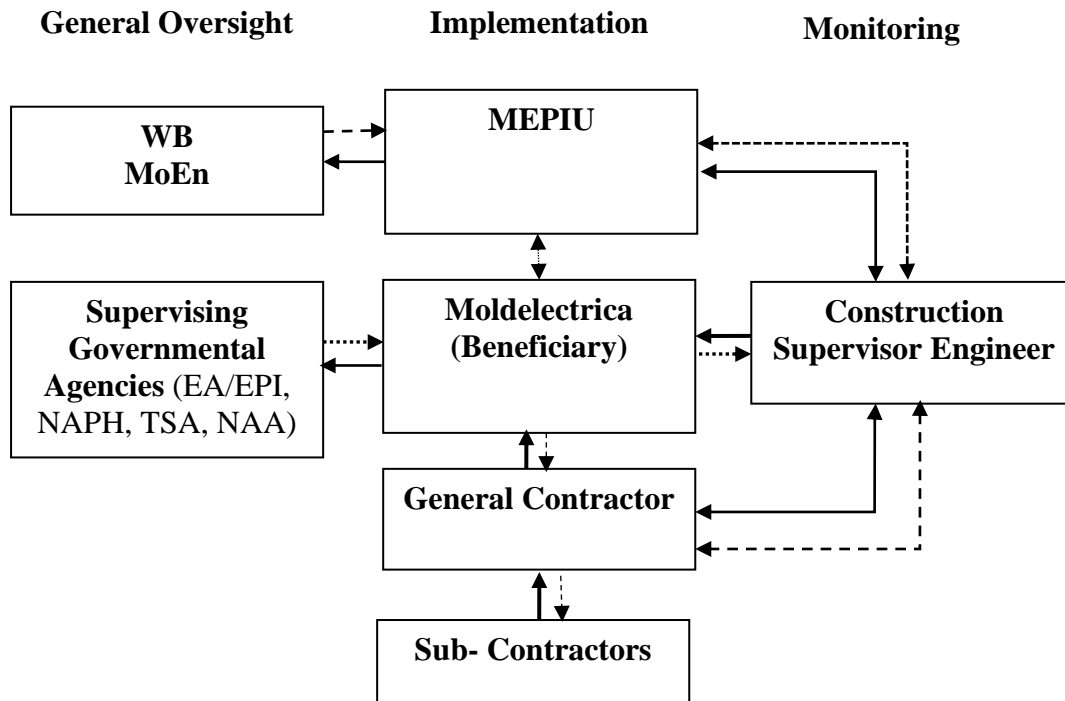 General Oversight
Implementation
Monitoring
WB
MoEn
MEPIU
Supervising
Governmental
Agencies (EA/EPI,
NAPH, TSA, NAA)
Moldelectrica
(Beneficiary)
Construction
Supervisor Engineer
General Contractor
Sub- Contractors